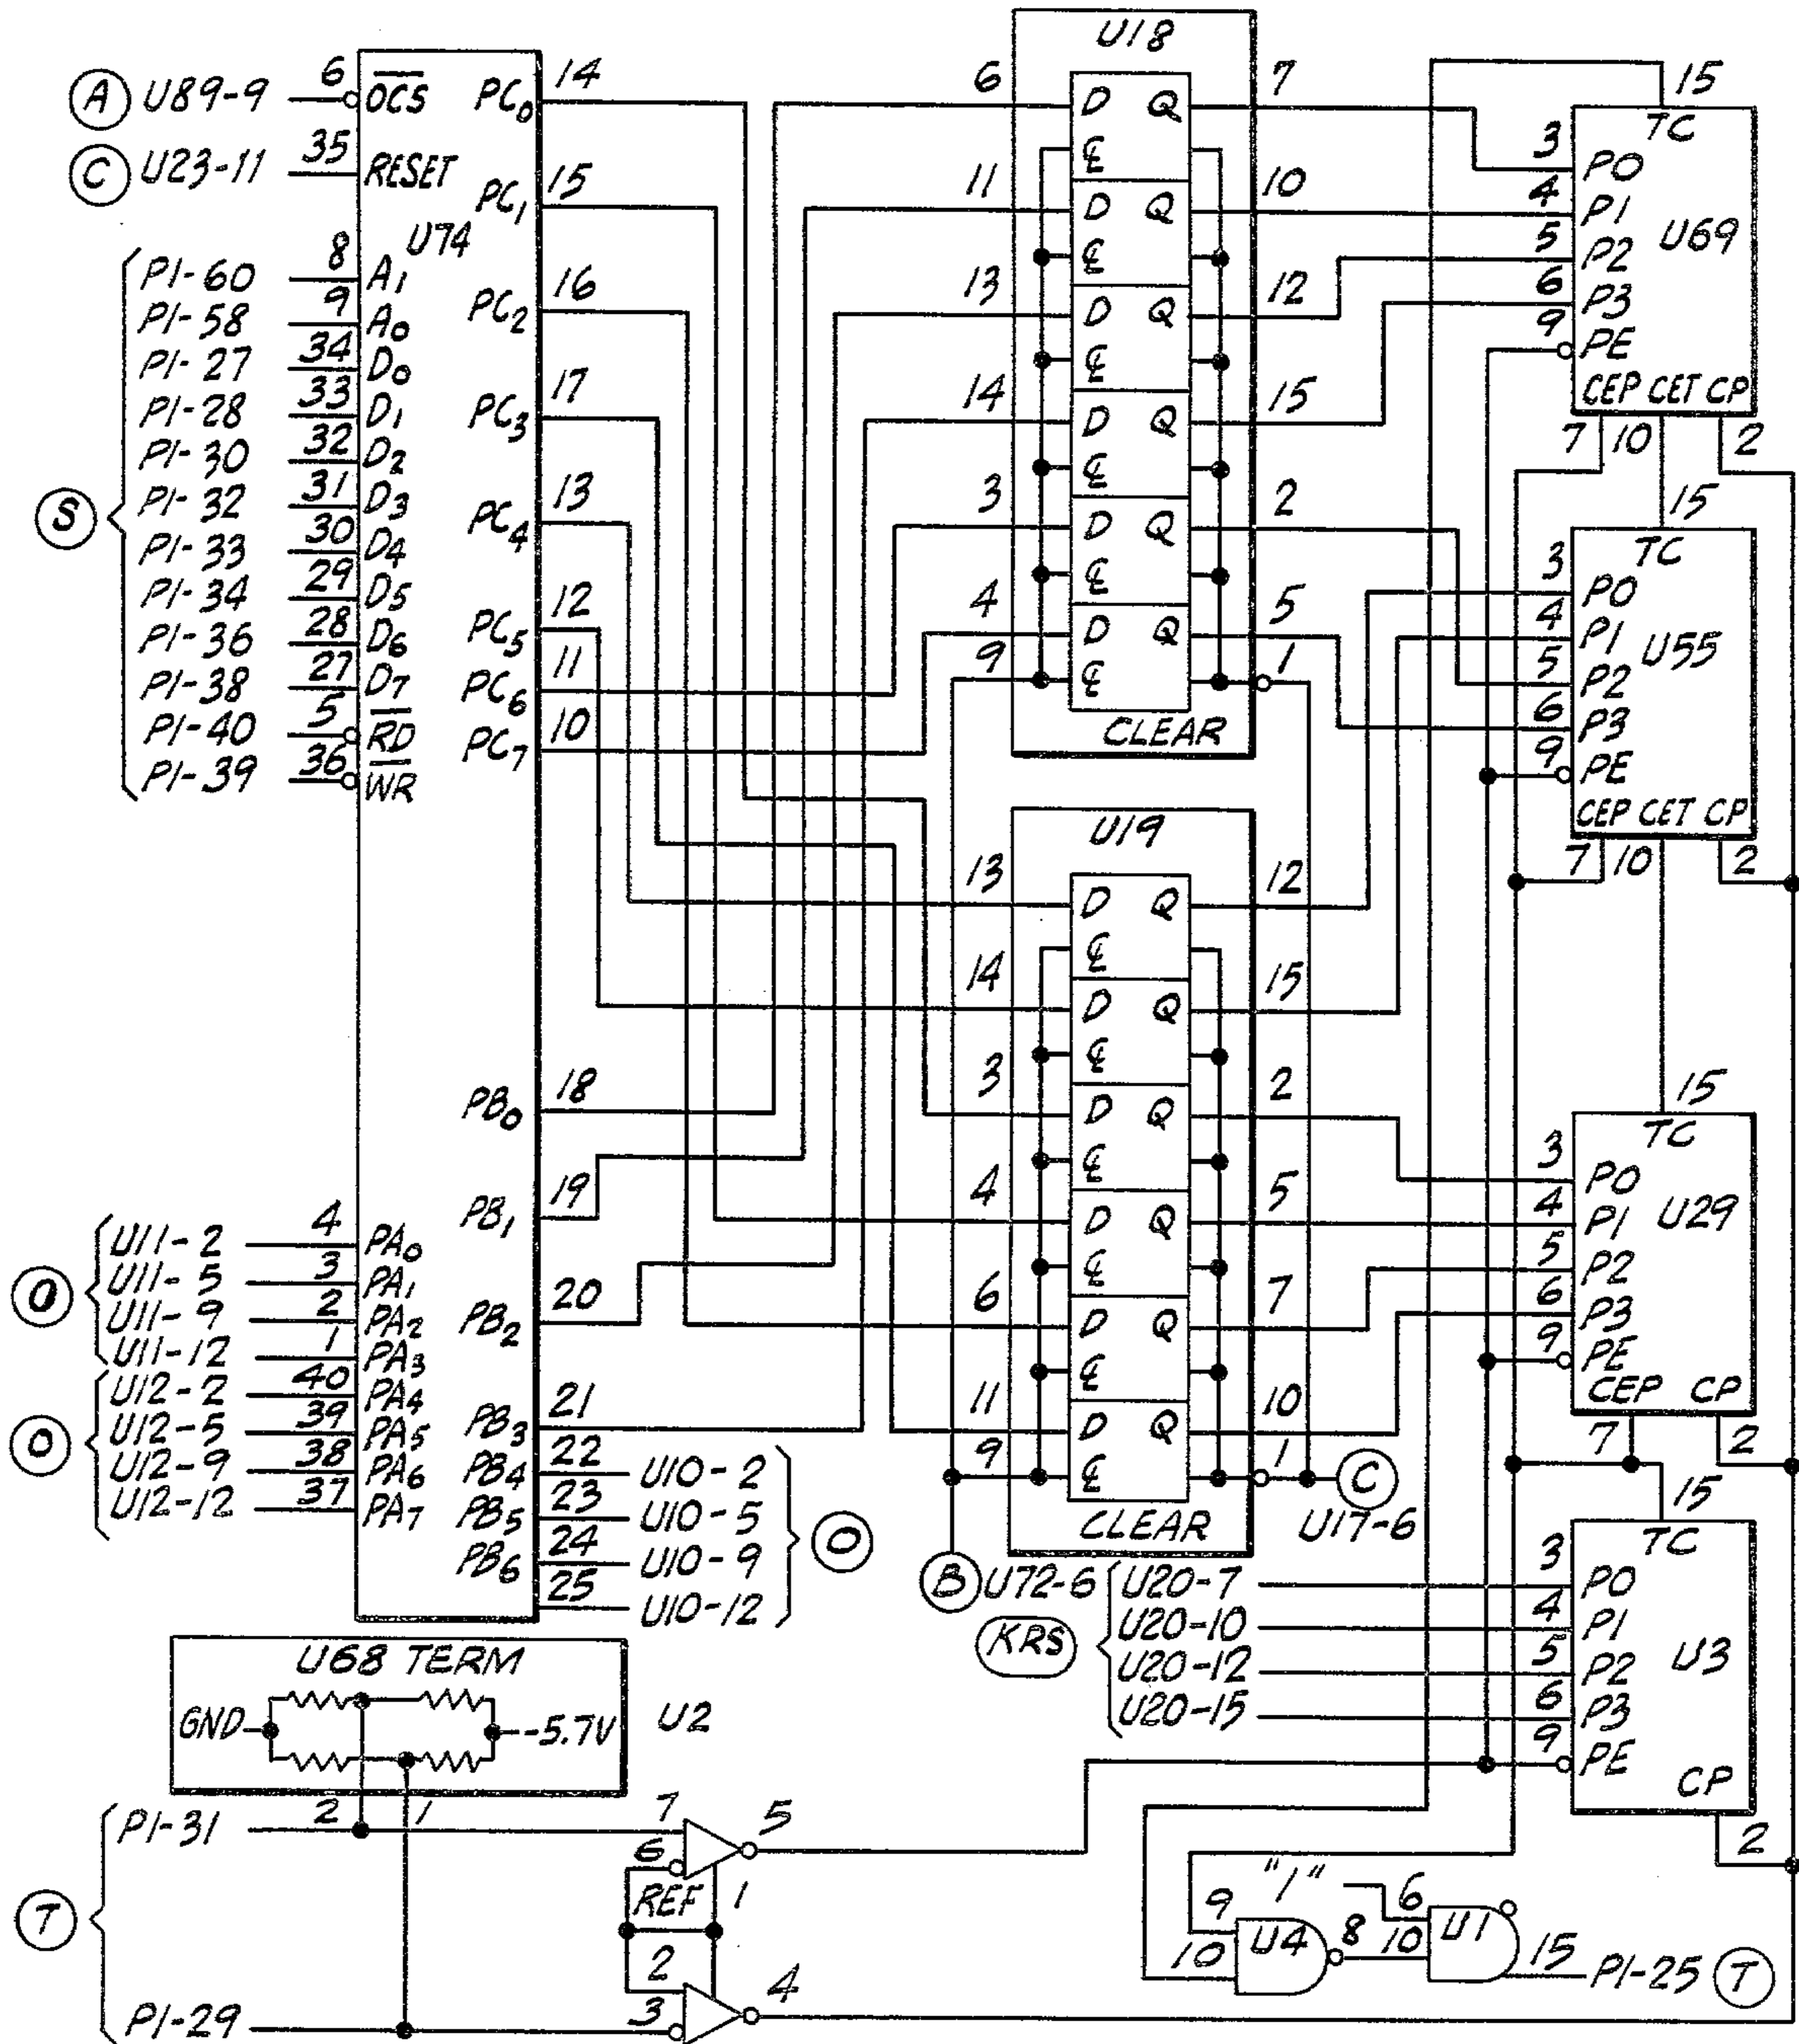 A U89-9 6 OCS PC0 14
C U23-11 35 RESET PC1 15
U74
S
P1-60 8 A1
P1-58 9 A0 PC2 16
P1-27 34 D0
P1-28 33 D1 PC3 17
P1-30 32 D2
P1-32 31 D3 PC4 13
P1-33 30 D4
P1-34 29 D5 PC5 12
P1-36 28 D6
P1-38 27 D7 PC6 11
P1-40 5 RD PC7 10
P1-39 36 WR
PB0 18
PB1 19
PB2 20
PB3 21
PB4 22 U10-2
PB5 23 U10-5
PB6 24 U10-9
25 U10-12
O
O
U11-2 4 PA0
U11-5 3 PA1
U11-9 2 PA2
U11-12 1 PA3
O
U12-2 40 PA4
U12-5 39 PA5
U12-9 38 PA6
U12-12 37 PA7
U18
6 D Q 7
E
11 D Q 10
E E
13 D Q 12
E E
14 D Q 15
E E
3 D Q 2
E E
4 D Q 5
9 E 1
CLEAR
U19
13 D Q 12
E
14 D Q 15
E
3 D Q 2
E
4 D Q 5
E
6 D Q 7
E
11 D Q 10
9 E 1
CLEAR
C
U17-6
B U72-6
15
TC
3 P0
4 P1 U69
5 P2
6 P3
9 PE
CEP CET CP
7 10 2
15
TC
3 P0
4 P1 U55
5 P2
6 P3
9 PE
CEP CET CP
7 10 2
15
TC
3 P0
4 P1 U29
5 P2
6 P3
9 PE
CEP CP
7 2
15
TC
KRS
U20-7 3 P0
U20-10 4 P1
U20-12 5 P2 U3
U20-15 6 P3
9 PE
CP
2
U68 TERM
GND -5.7V U2
2 1
T
P1-31 7 5
6
REF 1
2
P1-29 3 4
"1"
9 10 U4 8
6 10 U1 15 P1-25 T